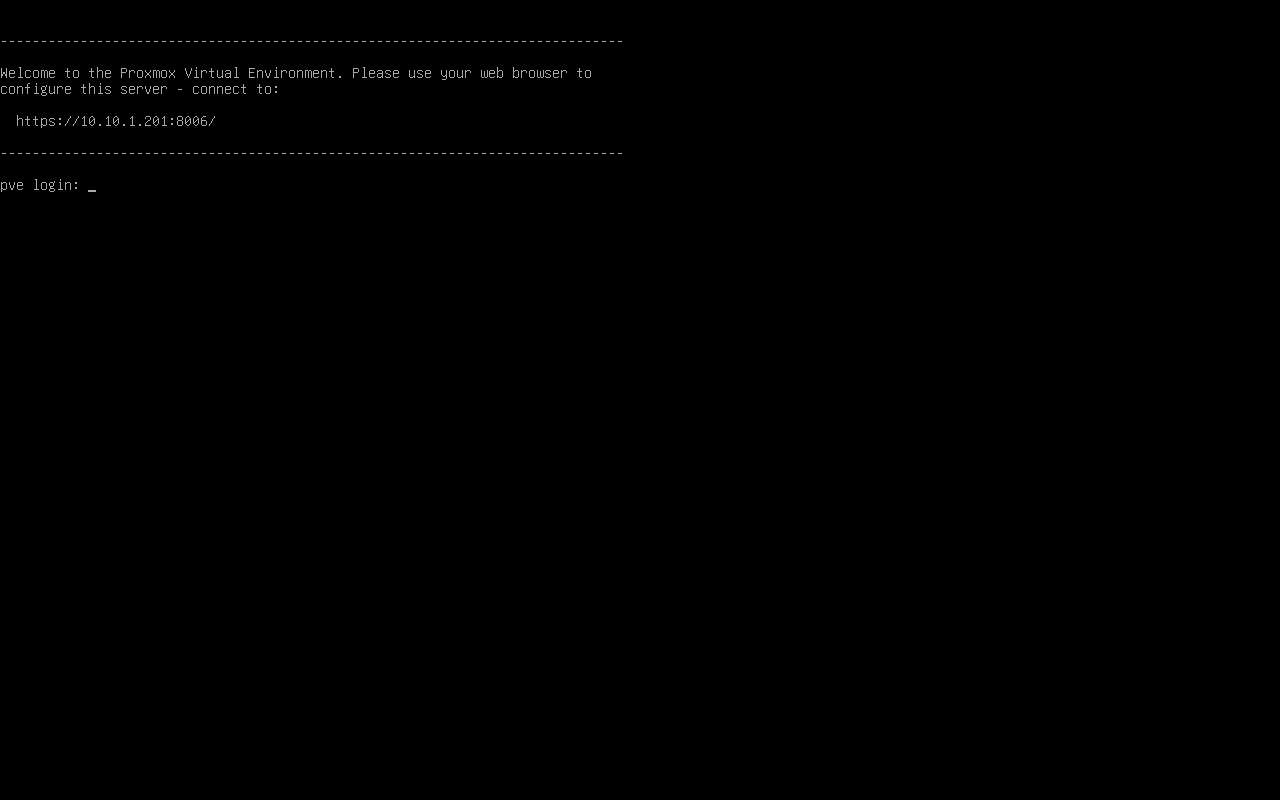 ------------------------------------------------------------------------------
Welcome to the Proxmox Virtual Environment. Please use your web browser to
configure this server - connect to:
https://10.10.1.201:8006/
------------------------------------------------------------------------------
pve login: _